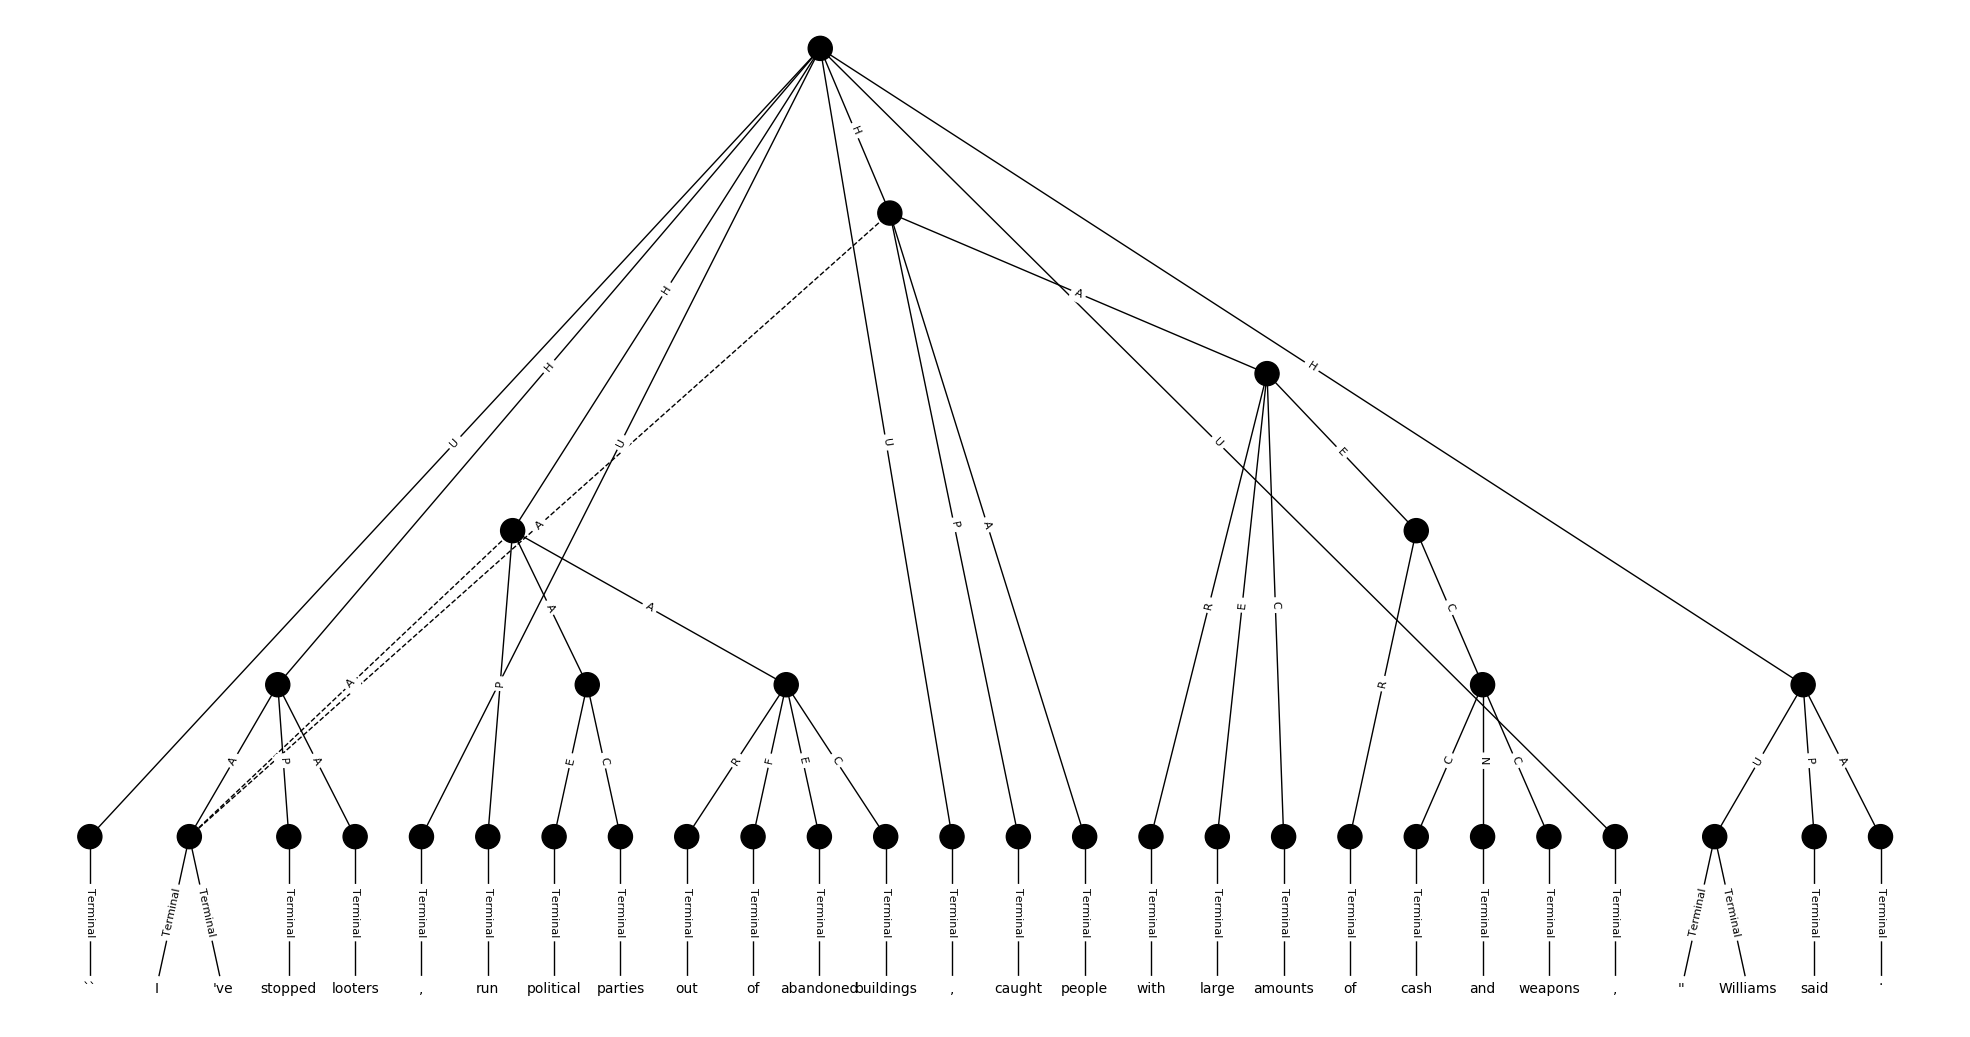 H
H
A
H
H
U
U
U
U
E
A
P
A
A
A
R
E
C
C
A
P
R
A
P
A
E
C
R
F
E
C
C
N
C
U
P
A
Terminal Terminal Terminal Terminal Terminal Terminal Terminal Terminal Terminal Terminal Terminal Terminal Terminal Terminal Terminal Terminal Terminal Terminal Terminal Terminal Terminal Terminal Terminal Terminal Terminal Terminal Terminal Terminal
`` I 've stopped looters , run political parties out of abandoned buildings , caught people with large amounts of cash and weapons , " Williams said .